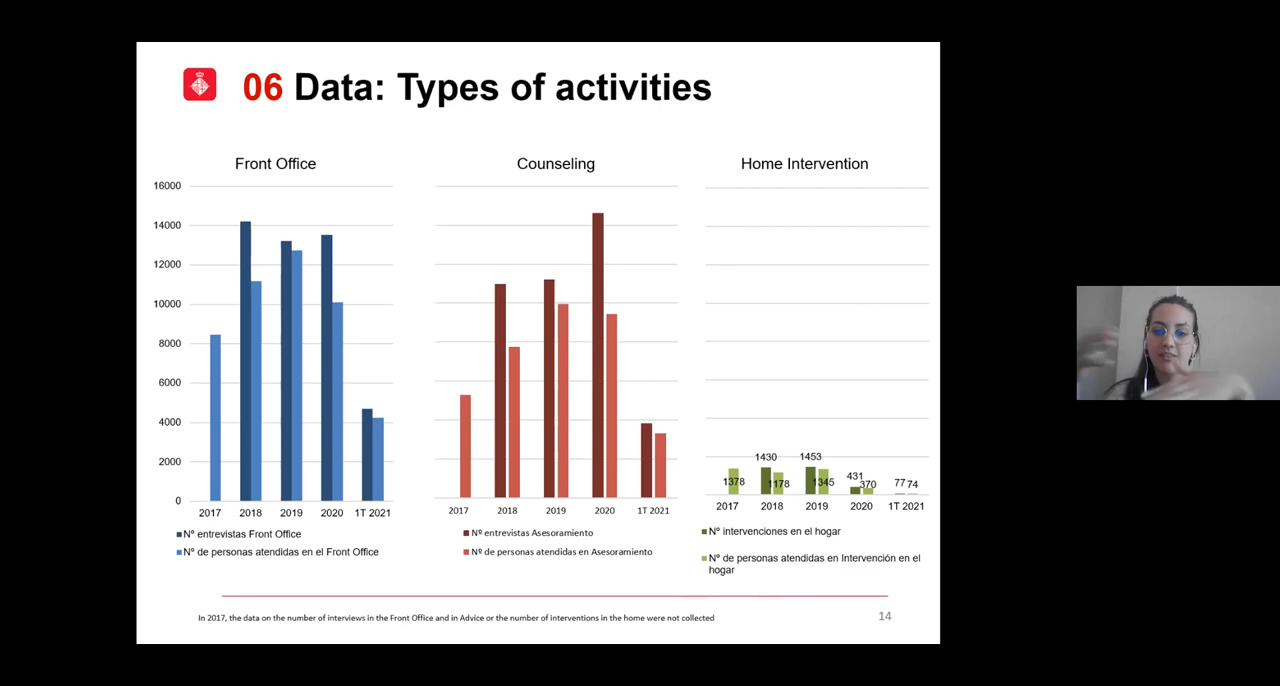 06 Data: Types of activities
Front Office
16000
14000
12000
10000
8000
6000
4000
2000
0
2017 2018 2019 2020 1T 2021
Nº entrevistas Front Office
Nº de personas atendidas en el Front Office
Counseling
2017 2018 2019 2020 1T 2021
Nº entrevistas Asesoramiento
Nº de personas atendidas en Asesoramiento
Home Intervention
1430 1453
1378 1178 1345 431 370 77 74
2017 2018 2019 2020 1T 2021
Nº intervenciones en el hogar
Nº de personas atendidas en Intervención en el
hogar
In 2017, the data on the number of interviews in the Front Office and in Advice or the number of interventions in the home were not collected
14